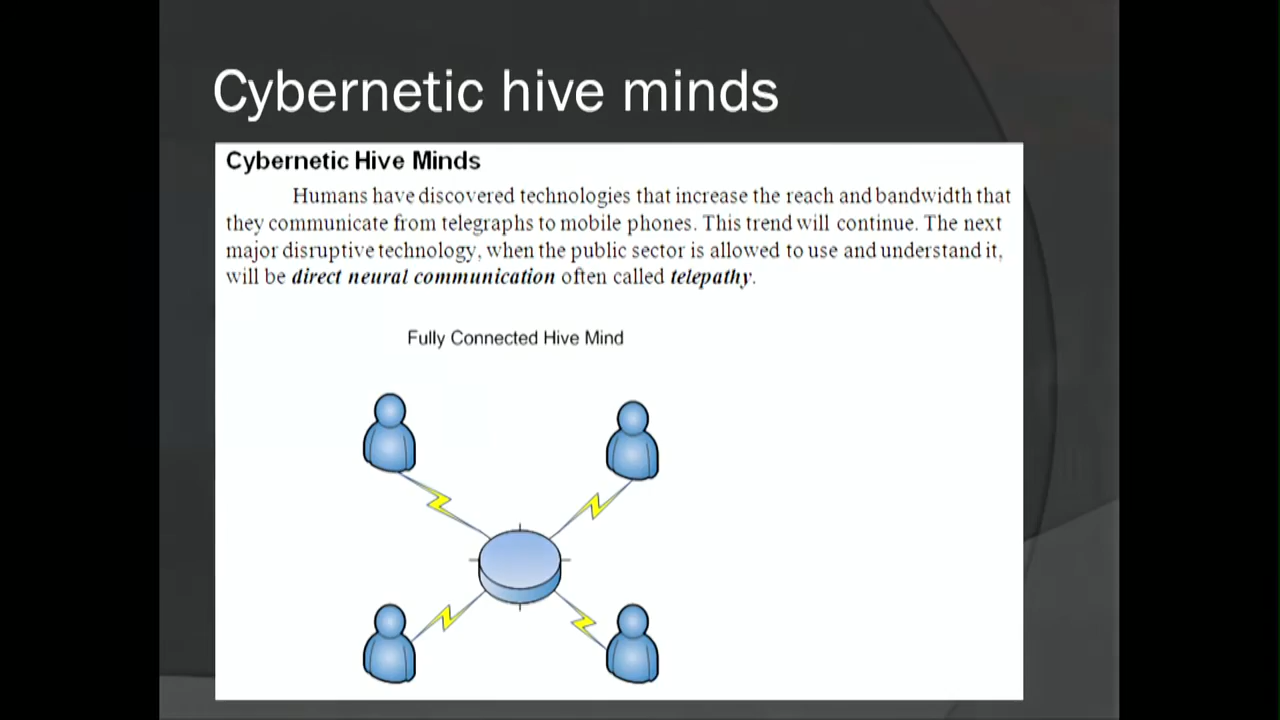 Cybernetic hive minds
Cybernetic Hive Minds
Humans have discovered technologies that increase the reach and bandwidth that
they communicate from telegraphs to mobile phones. This trend will continue. The next
major disruptive technology, when the public sector is allowed to use and understand it,
will be direct neural communication often called telepathy.
Fully Connected Hive Mind